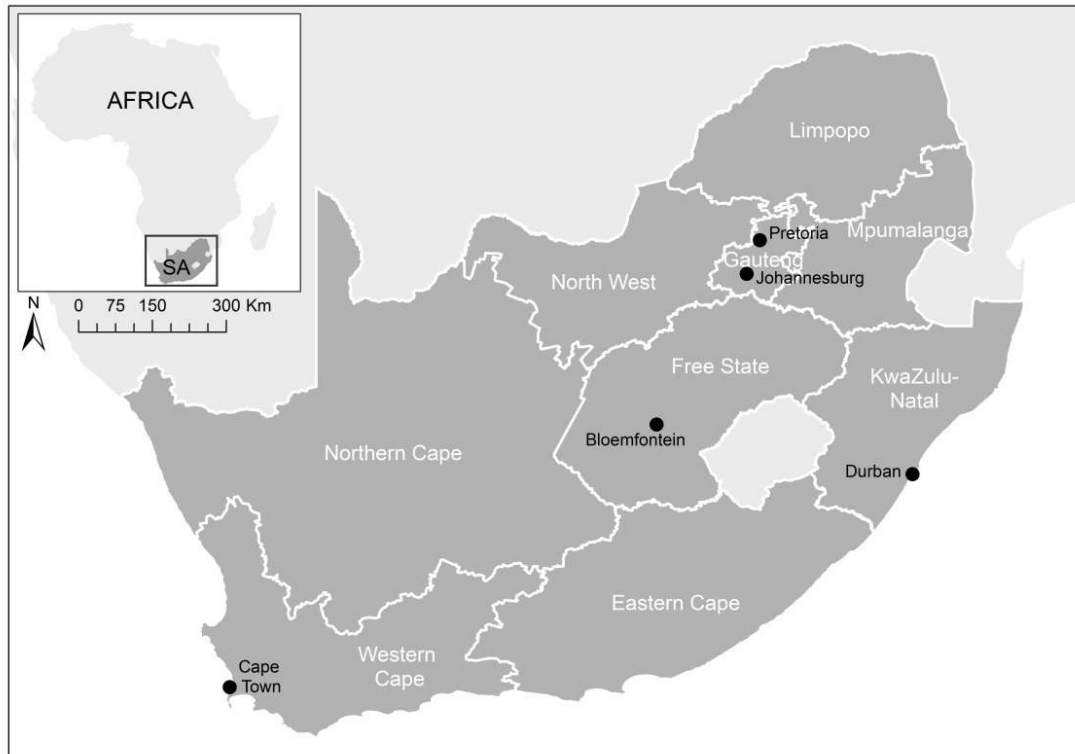 AFRICA
SA
N
0 75 150 300 Km
Limpopo
Mpumalanga
Pretoria
Gauteng
Johannesburg
North West
Free State
KwaZulu-
Natal
Bloemfontein
Northern Cape
Durban
Eastern Cape
Western
Cape
Cape
Town